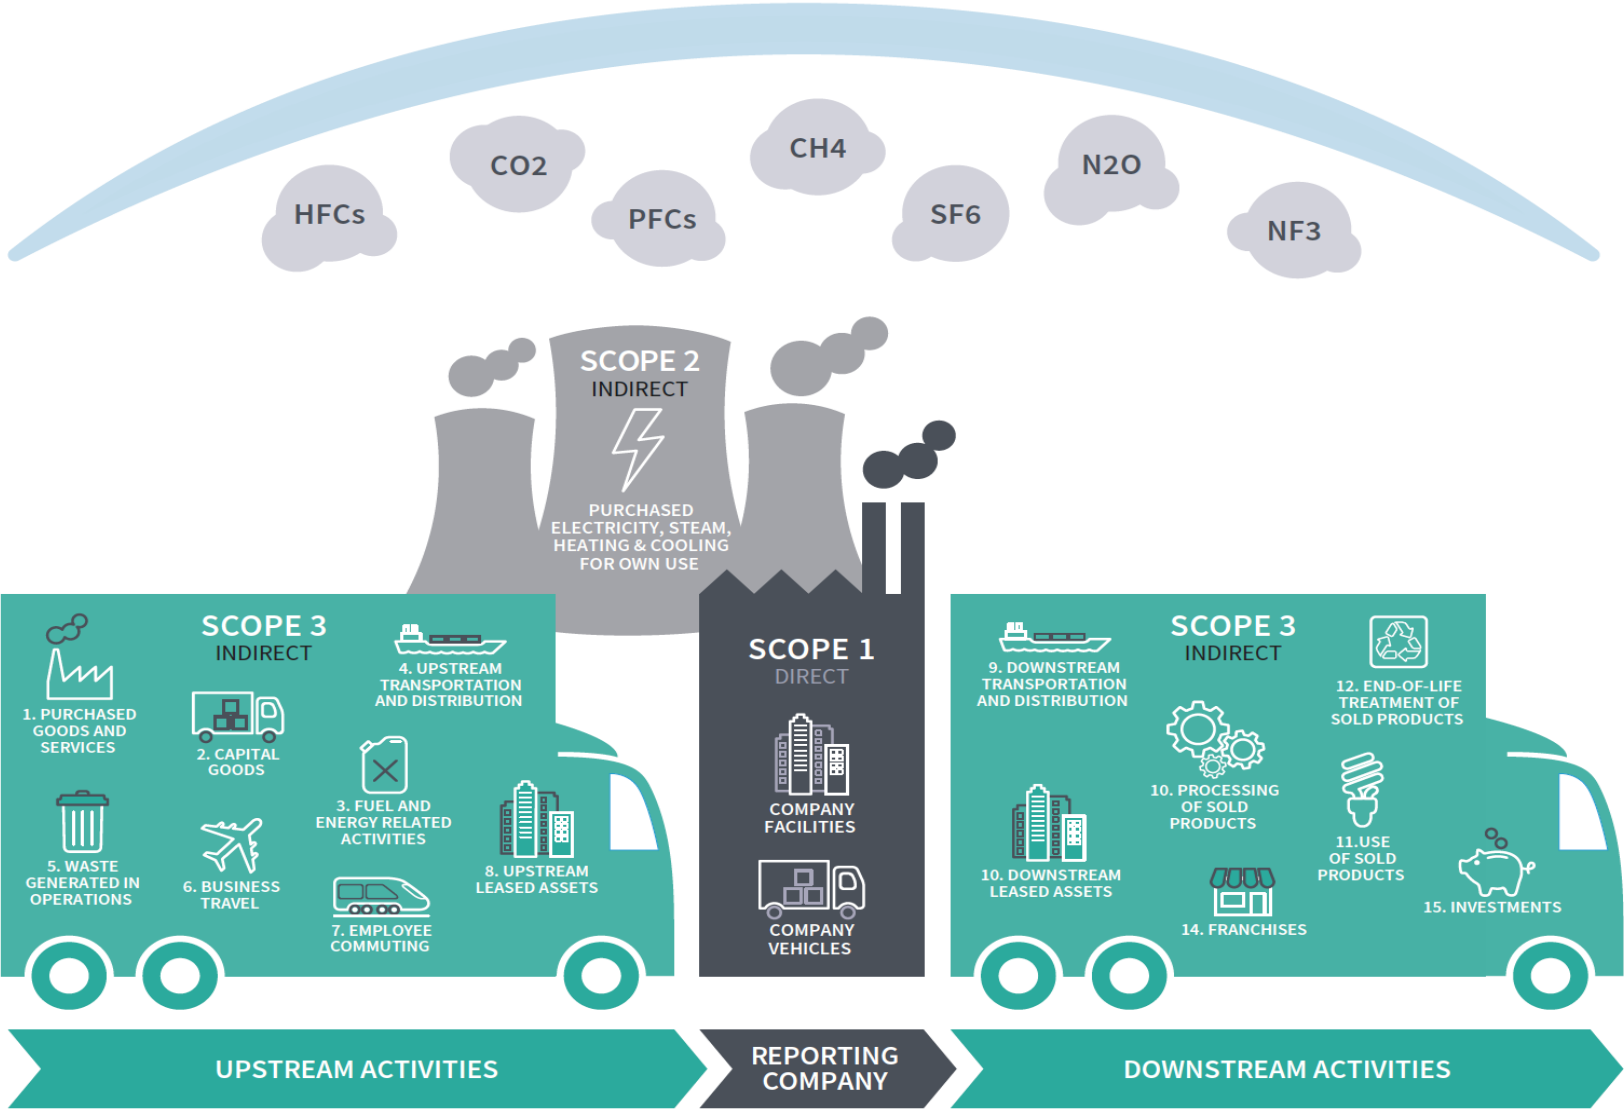 HFCs
CO2
PFCs
CH4
SF6
N2O
NF3
SCOPE 2
INDIRECT
PURCHASED
ELECTRICITY, STEAM,
HEATING & COOLING
FOR OWN USE
SCOPE 3
INDIRECT
1. PURCHASED
GOODS AND
SERVICES
2. CAPITAL
GOODS
3. FUEL AND
ENERGY RELATED
ACTIVITIES
4. UPSTREAM
TRANSPORTATION
AND DISTRIBUTION
5. WASTE
GENERATED IN
OPERATIONS
6. BUSINESS
TRAVEL
7. EMPLOYEE
COMMUTING
8. UPSTREAM
LEASED ASSETS
SCOPE 1
DIRECT
COMPANY
FACILITIES
COMPANY
VEHICLES
SCOPE 3
INDIRECT
9. DOWNSTREAM
TRANSPORTATION
AND DISTRIBUTION
10. PROCESSING
OF SOLD
PRODUCTS
11.USE
OF SOLD
PRODUCTS
12. END-OF-LIFE
TREATMENT OF
SOLD PRODUCTS
10. DOWNSTREAM
LEASED ASSETS
14. FRANCHISES
15. INVESTMENTS
UPSTREAM ACTIVITIES
REPORTING
COMPANY
DOWNSTREAM ACTIVITIES